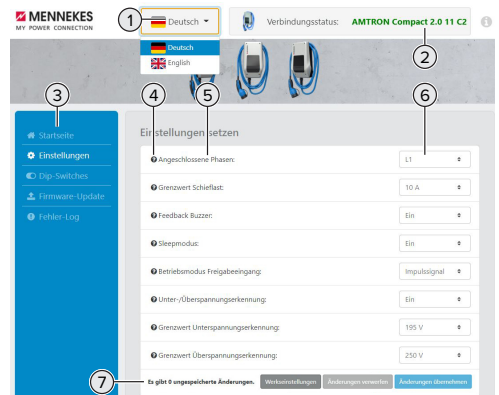 MENNEKES
MY POWER CONNECTION
1
Deutsch
Verbindungsstatus: AMTRON Compact 2.0 11 C2
2
Deutsch
English
3
4
5
6
Startseite
Einstellungen
Dip-Switches
Firmware-Update
Fehler-Log
Einstellungen setzen
Angeschlossene Phasen: L1
Grenzwert Schieflast: 10 A
Feedback Buzzer: Ein
Sleepmodus: Ein
Betriebsmodus Freigabeeingang: Impulssignal
Unter-/Überspannungserkennung: Ein
Grenzwert Unterspannungserkennung: 195 V
Grenzwert Überspannungserkennung: 250 V
7
Es gibt 0 ungespeicherte Änderungen. Werkseinstellungen Änderungen verwerfen Änderungen übernehmen